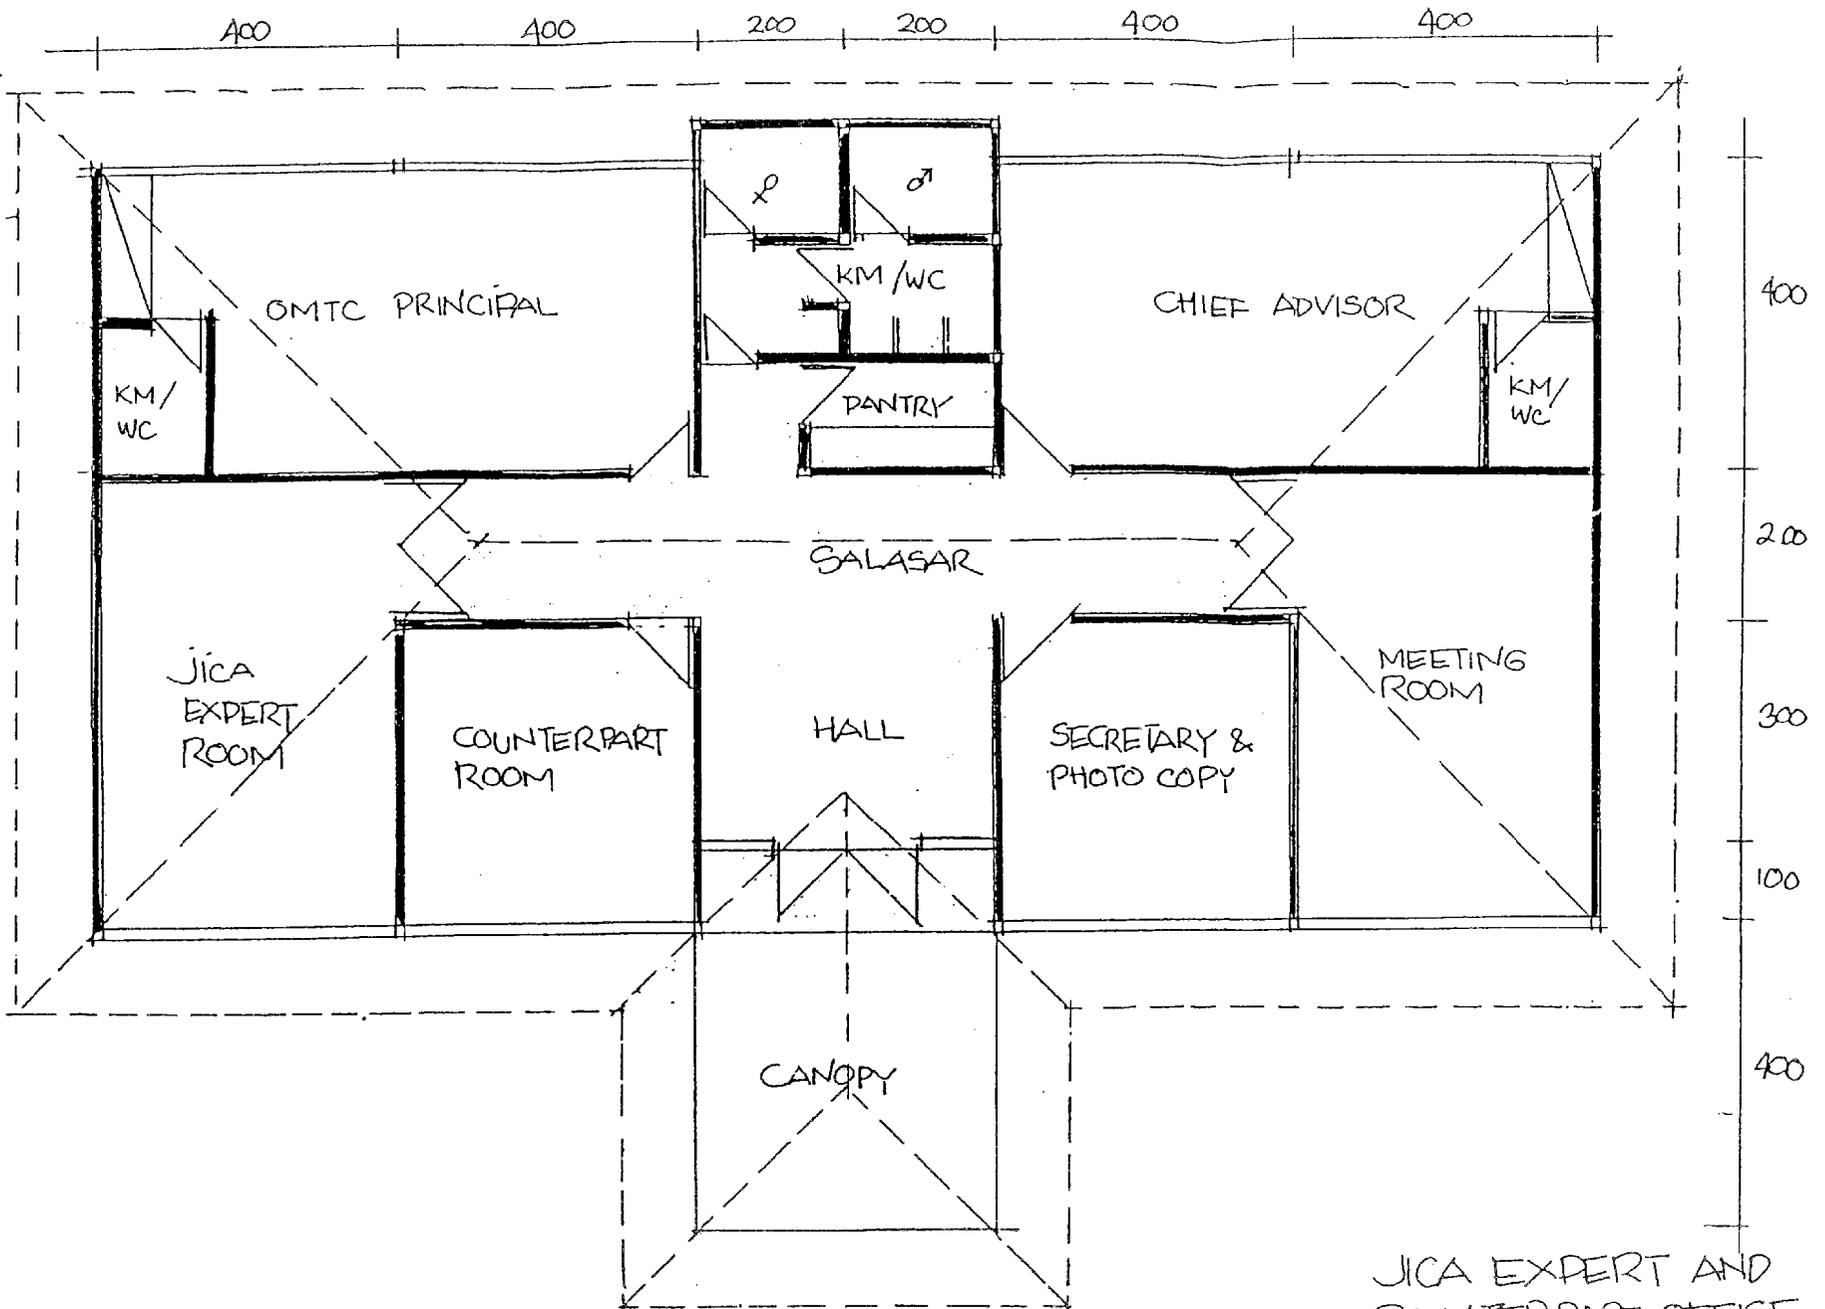 400 400 200 200 400 400
♀ ♂
KM/WC
OMTC PRINCIPAL
CHIEF ADVISOR
400
KM/
WC
PANTRY
KM/
WC
SALASAR
200
JICA
EXPERT
ROOM
COUNTERPART
ROOM
HALL
SECRETARY &
PHOTO COPY
MEETING
ROOM
300
100
CANOPY
400
JICA EXPERT AND